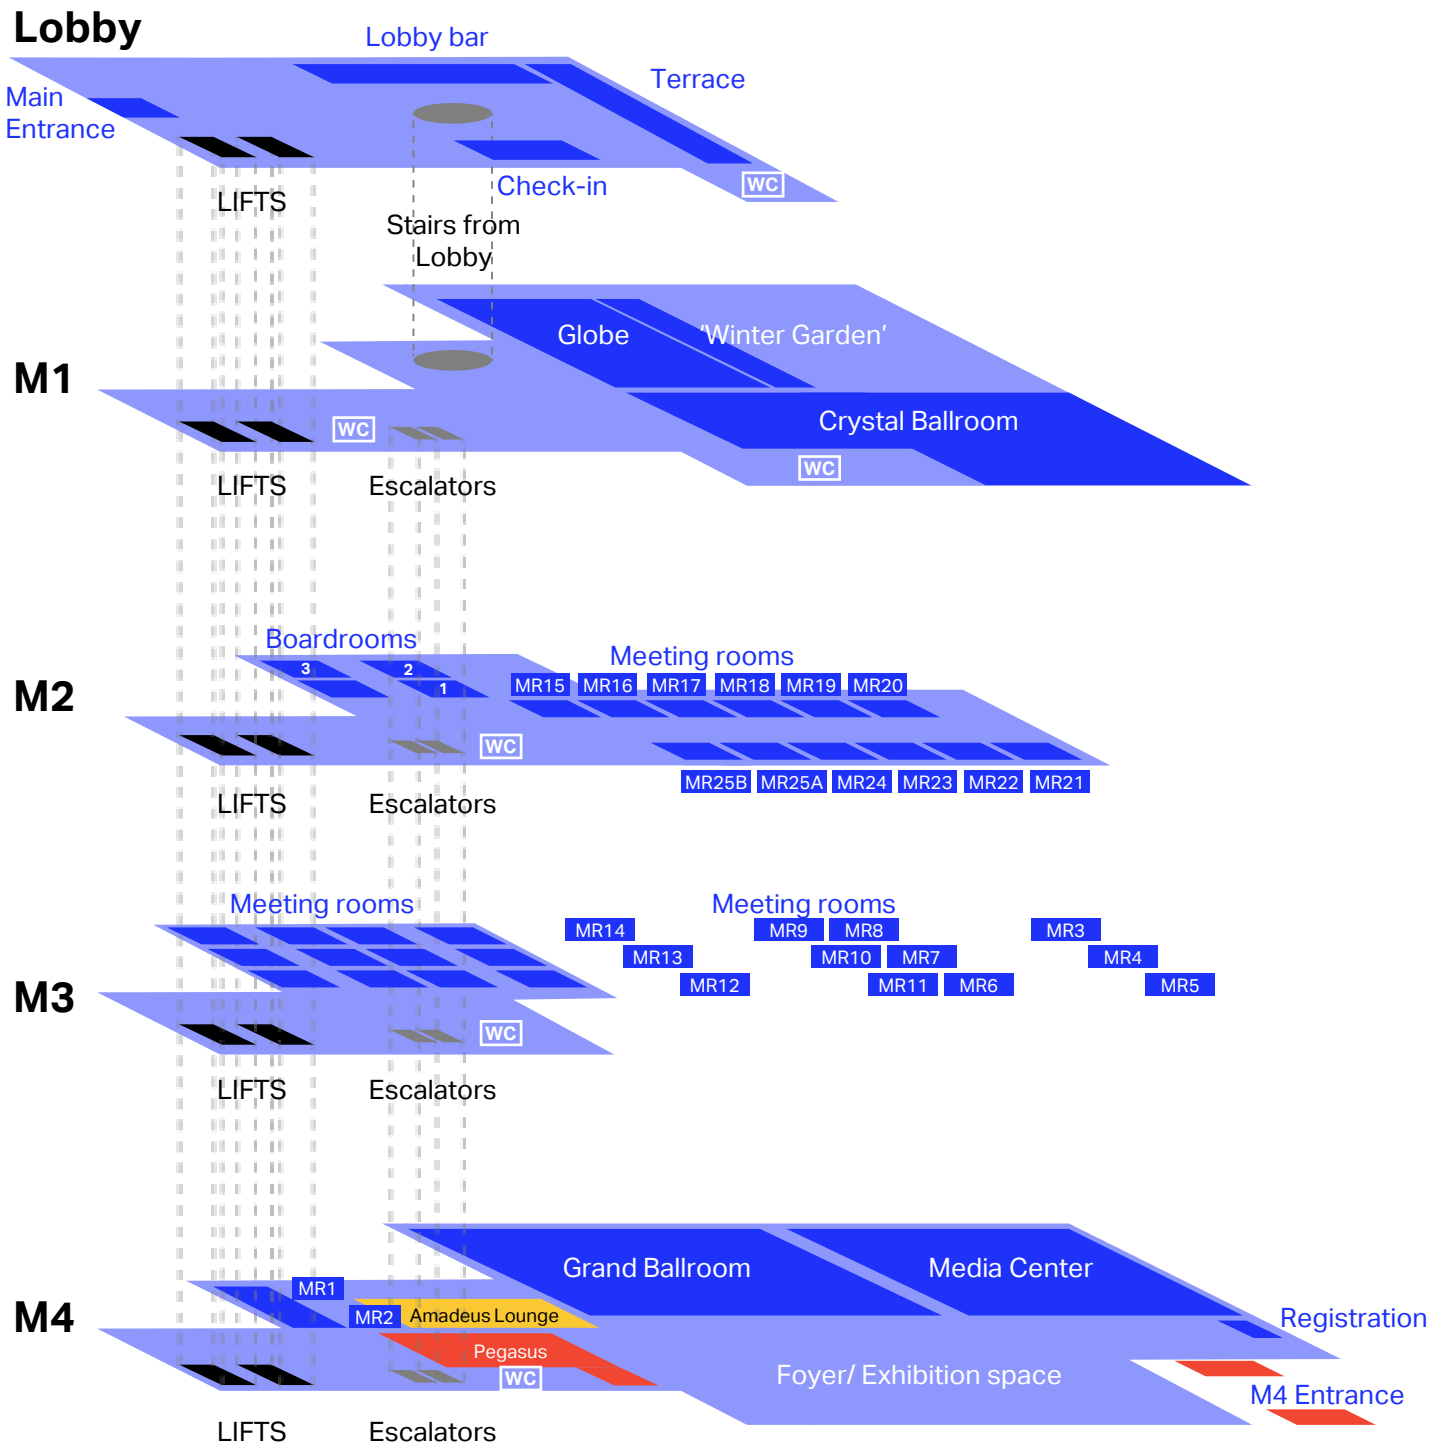 Lobby
Lobby bar
Terrace
Main
Entrance
Check-in
WC
LIFTS
Stairs from
Lobby
Globe
'Winter Garden'
M1
Crystal Ballroom
WC
WC
LIFTS
Escalators
Boardrooms
Meeting rooms
3
2
1
MR15 MR16 MR17 MR18 MR19 MR20
M2
WC
MR25B MR25A MR24 MR23 MR22 MR21
LIFTS
Escalators
Meeting rooms
Meeting rooms
MR14 MR9 MR8 MR3
MR13 MR10 MR7 MR4
MR12 MR11 MR6 MR5
M3
WC
LIFTS
Escalators
Grand Ballroom
Media Center
MR1
MR2
Amadeus Lounge
M4
Registration
Pegasus
WC
Foyer/ Exhibition space
M4 Entrance
LIFTS
Escalators